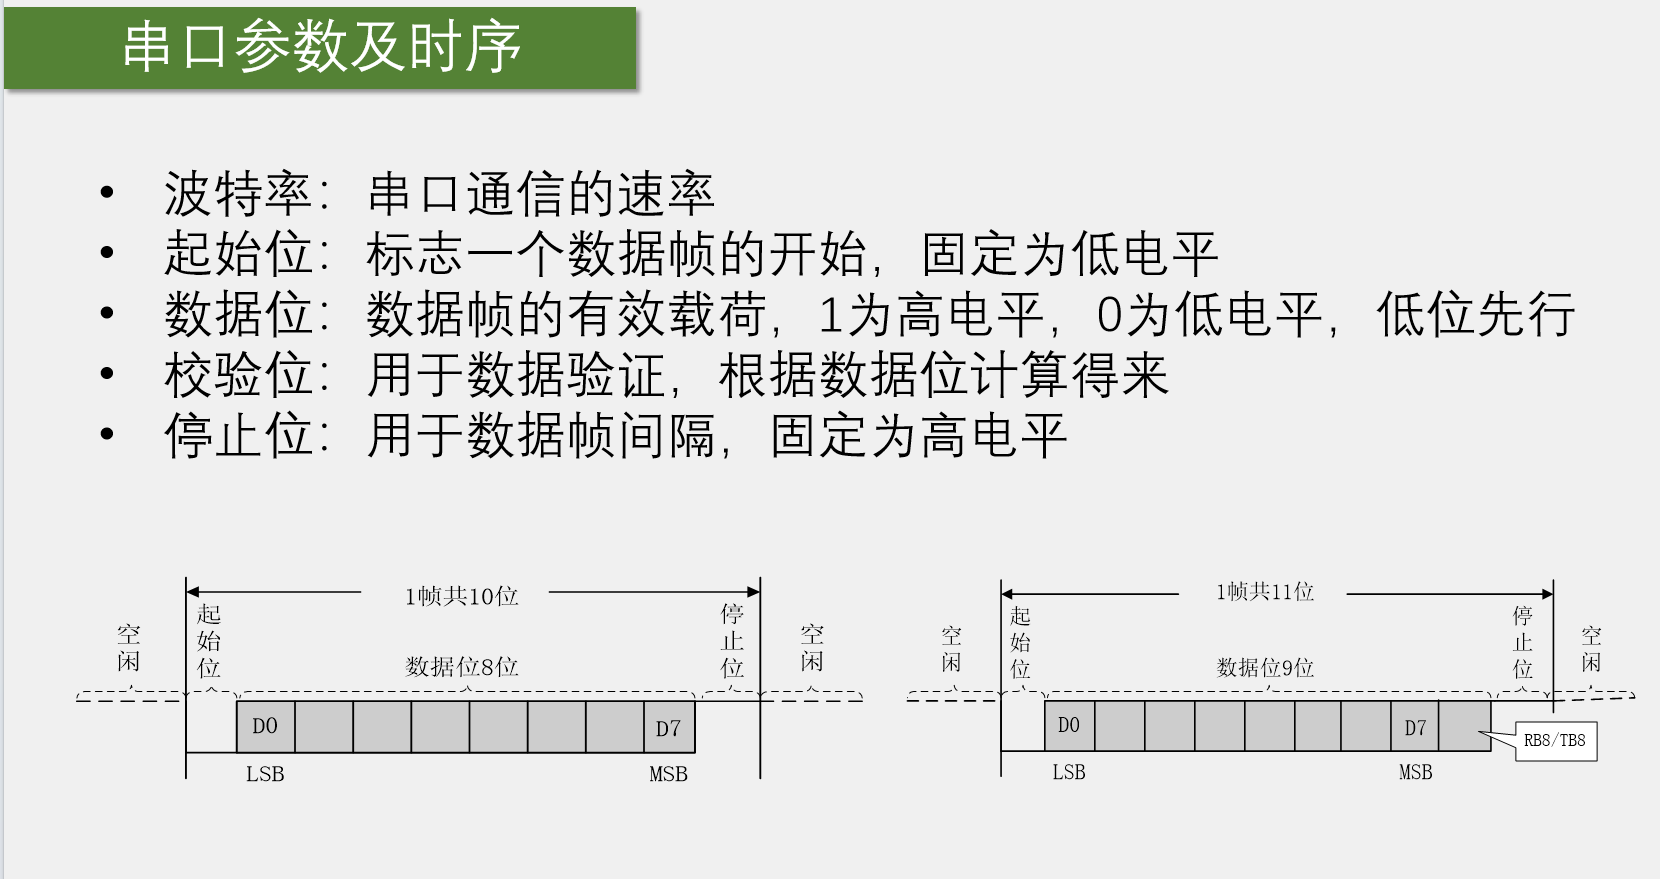 串口参数及时序
• 波特率：串口通信的速率
• 起始位：标志一个数据帧的开始，固定为低电平
• 数据位：数据帧的有效载荷，1为高电平，0为低电平，低位先行
• 校验位：用于数据验证，根据数据位计算得来
• 停止位：用于数据帧间隔，固定为高电平
空闲
起始位
1帧共10位
数据位8位
停止位
空闲
D0
D7
LSB
MSB
空闲
起始位
1帧共11位
数据位9位
停止位
空闲
D0
D7
RB8/TB8
LSB
MSB